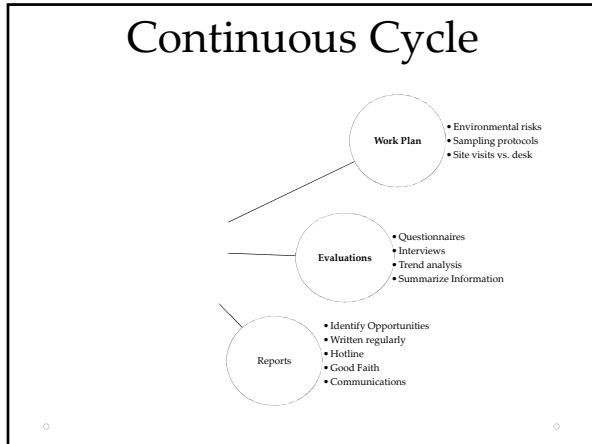 Continuous Cycle
Work Plan
• Environmental risks
• Sampling protocols
• Site visits vs. desk
Evaluations
• Questionnaires
• Interviews
• Trend analysis
• Summarize Information
Reports
• Identify Opportunities
• Written regularly
• Hotline
• Good Faith
• Communications